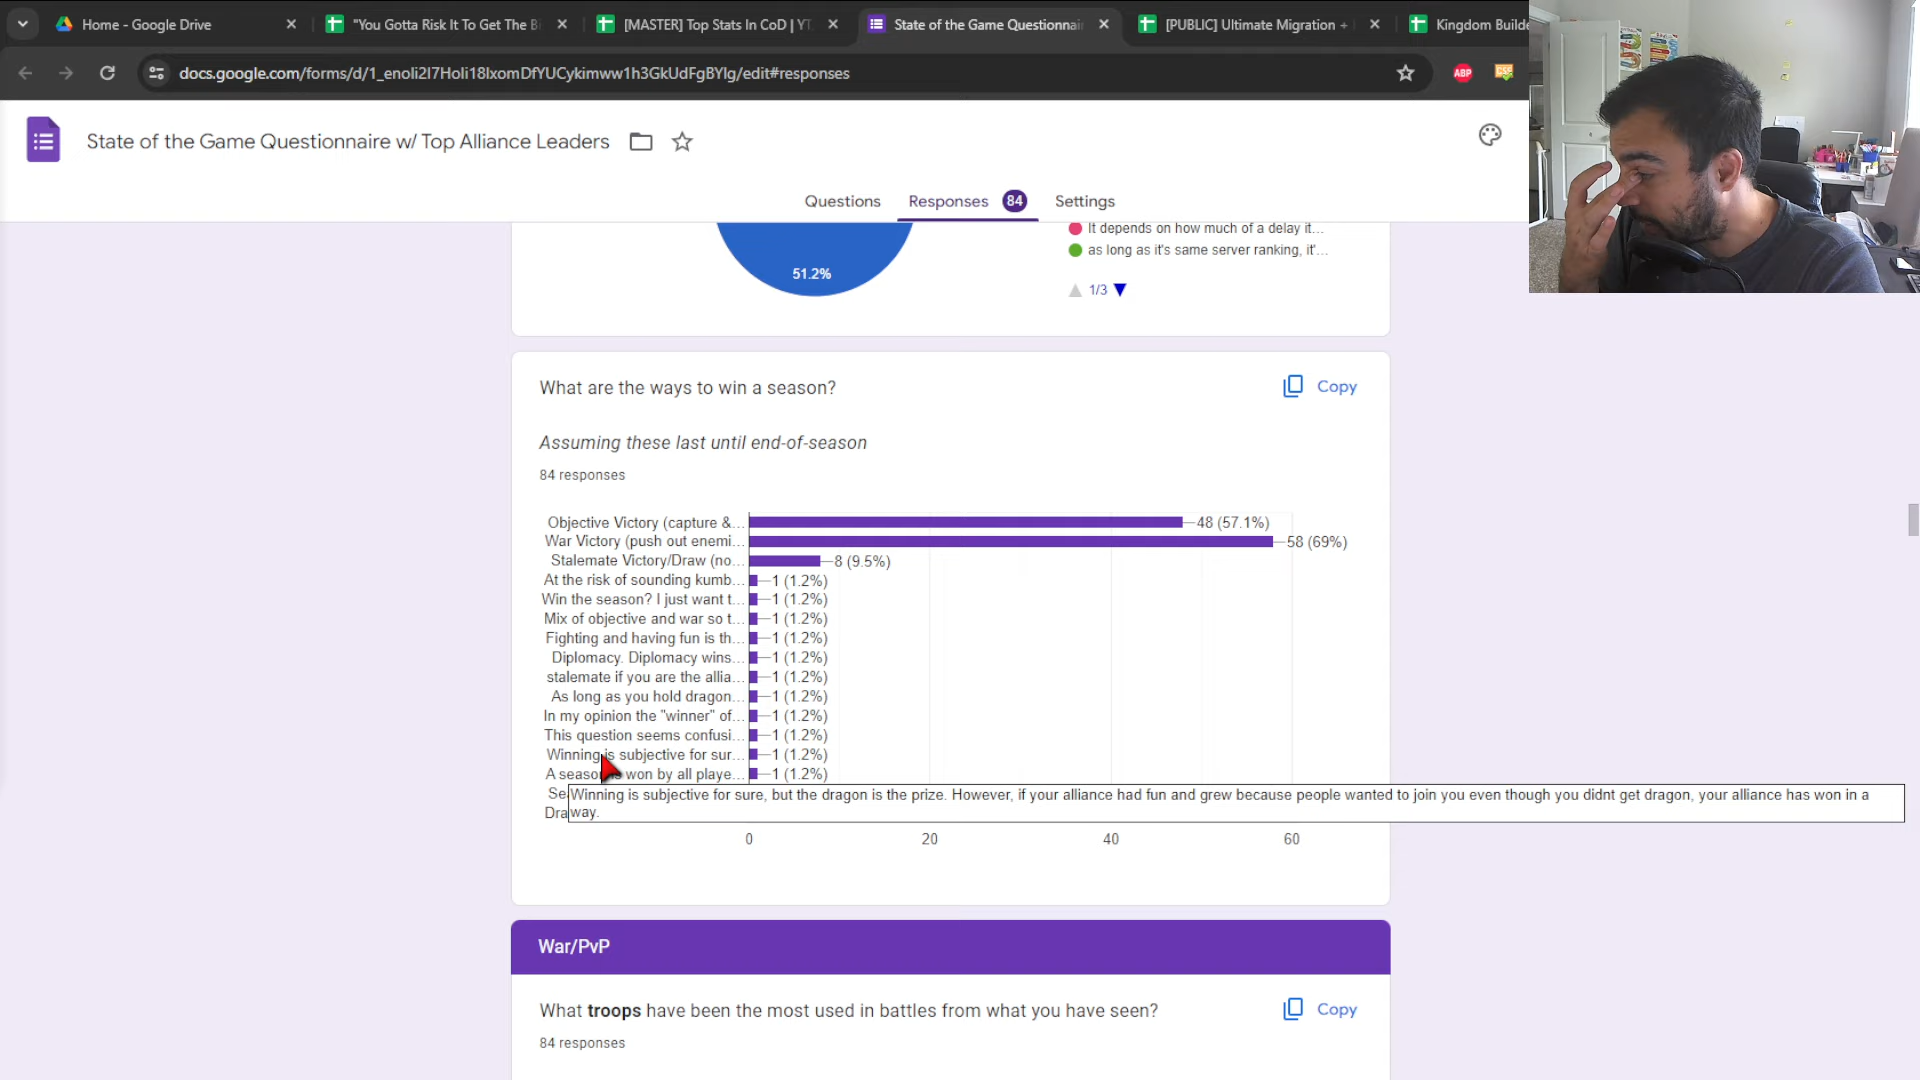 Home - Google Drive
"You Gotta Risk It To Get The Bi
[MASTER] Top Stats In CoD | YT
State of the Game Questionnair
[PUBLIC] Ultimate Migration +
Kingdom Builde
docs.google.com/forms/d/1_enoli2I7Holi18IxomDfYUCykimww1h3GkUdFgBYIg/edit#responses
ABP
State of the Game Questionnaire w/ Top Alliance Leaders
Questions
Responses 84
Settings
It depends on how much of a delay it...
as long as it's same server ranking, it'...
51.2%
1/3
What are the ways to win a season?
Copy
Assuming these last until end-of-season
84 responses
Objective Victory (capture &... 48 (57.1%)
War Victory (push out enemi... 58 (69%)
Stalemate Victory/Draw (no... 8 (9.5%)
At the risk of sounding kumb... 1 (1.2%)
Win the season? I just want t... 1 (1.2%)
Mix of objective and war so t... 1 (1.2%)
Fighting and having fun is th... 1 (1.2%)
Diplomacy. Diplomacy wins... 1 (1.2%)
stalemate if you are the allia... 1 (1.2%)
As long as you hold dragon... 1 (1.2%)
In my opinion the "winner" of... 1 (1.2%)
This question seems confusi... 1 (1.2%)
Winning is subjective for sur... 1 (1.2%)
A season is won by all playe... 1 (1.2%)
Se
Dra
Winning is subjective for sure, but the dragon is the prize. However, if your alliance had fun and grew because people wanted to join you even though you didnt get dragon, your alliance has won in a
way.
0 20 40 60
War/PvP
What troops have been the most used in battles from what you have seen?
Copy
84 responses